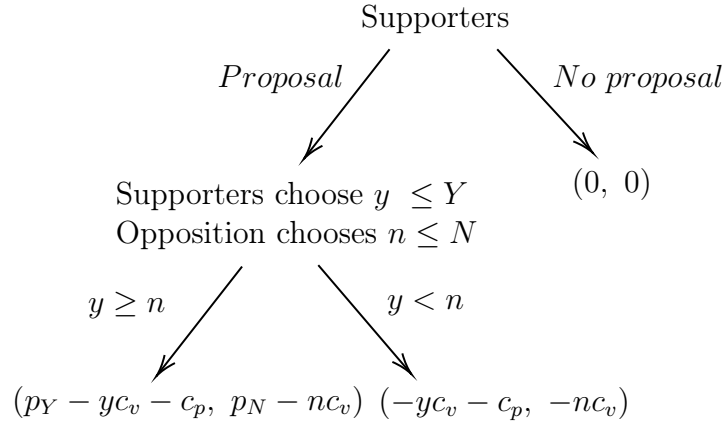 Supporters
Proposal
No proposal
(0, 0)
Supporters choose y ≤ Y
Opposition chooses n ≤ N
y ≥ n
y < n
(p_Y − yc_v − c_p, p_N − nc_v)
(−yc_v − c_p, −nc_v)